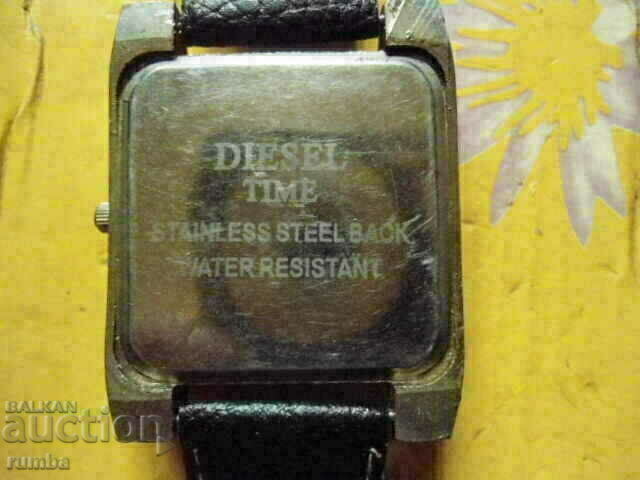 DIESEL
TIME
STAINLESS STEEL BACK
WATER RESISTANT
BALKAN
auction
rumba